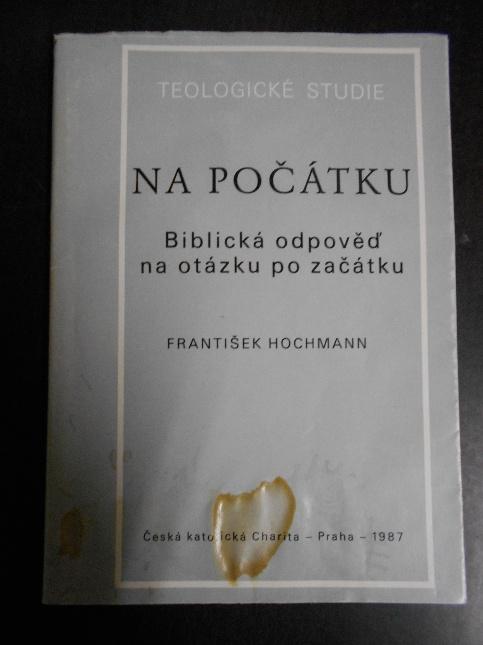 TEOLOGICKÉ STUDIE
NA POČÁTKU
Biblická odpověď
na otázku po začátku
FRANTIŠEK HOCHMANN
Česká katolická Charita – Praha – 1987